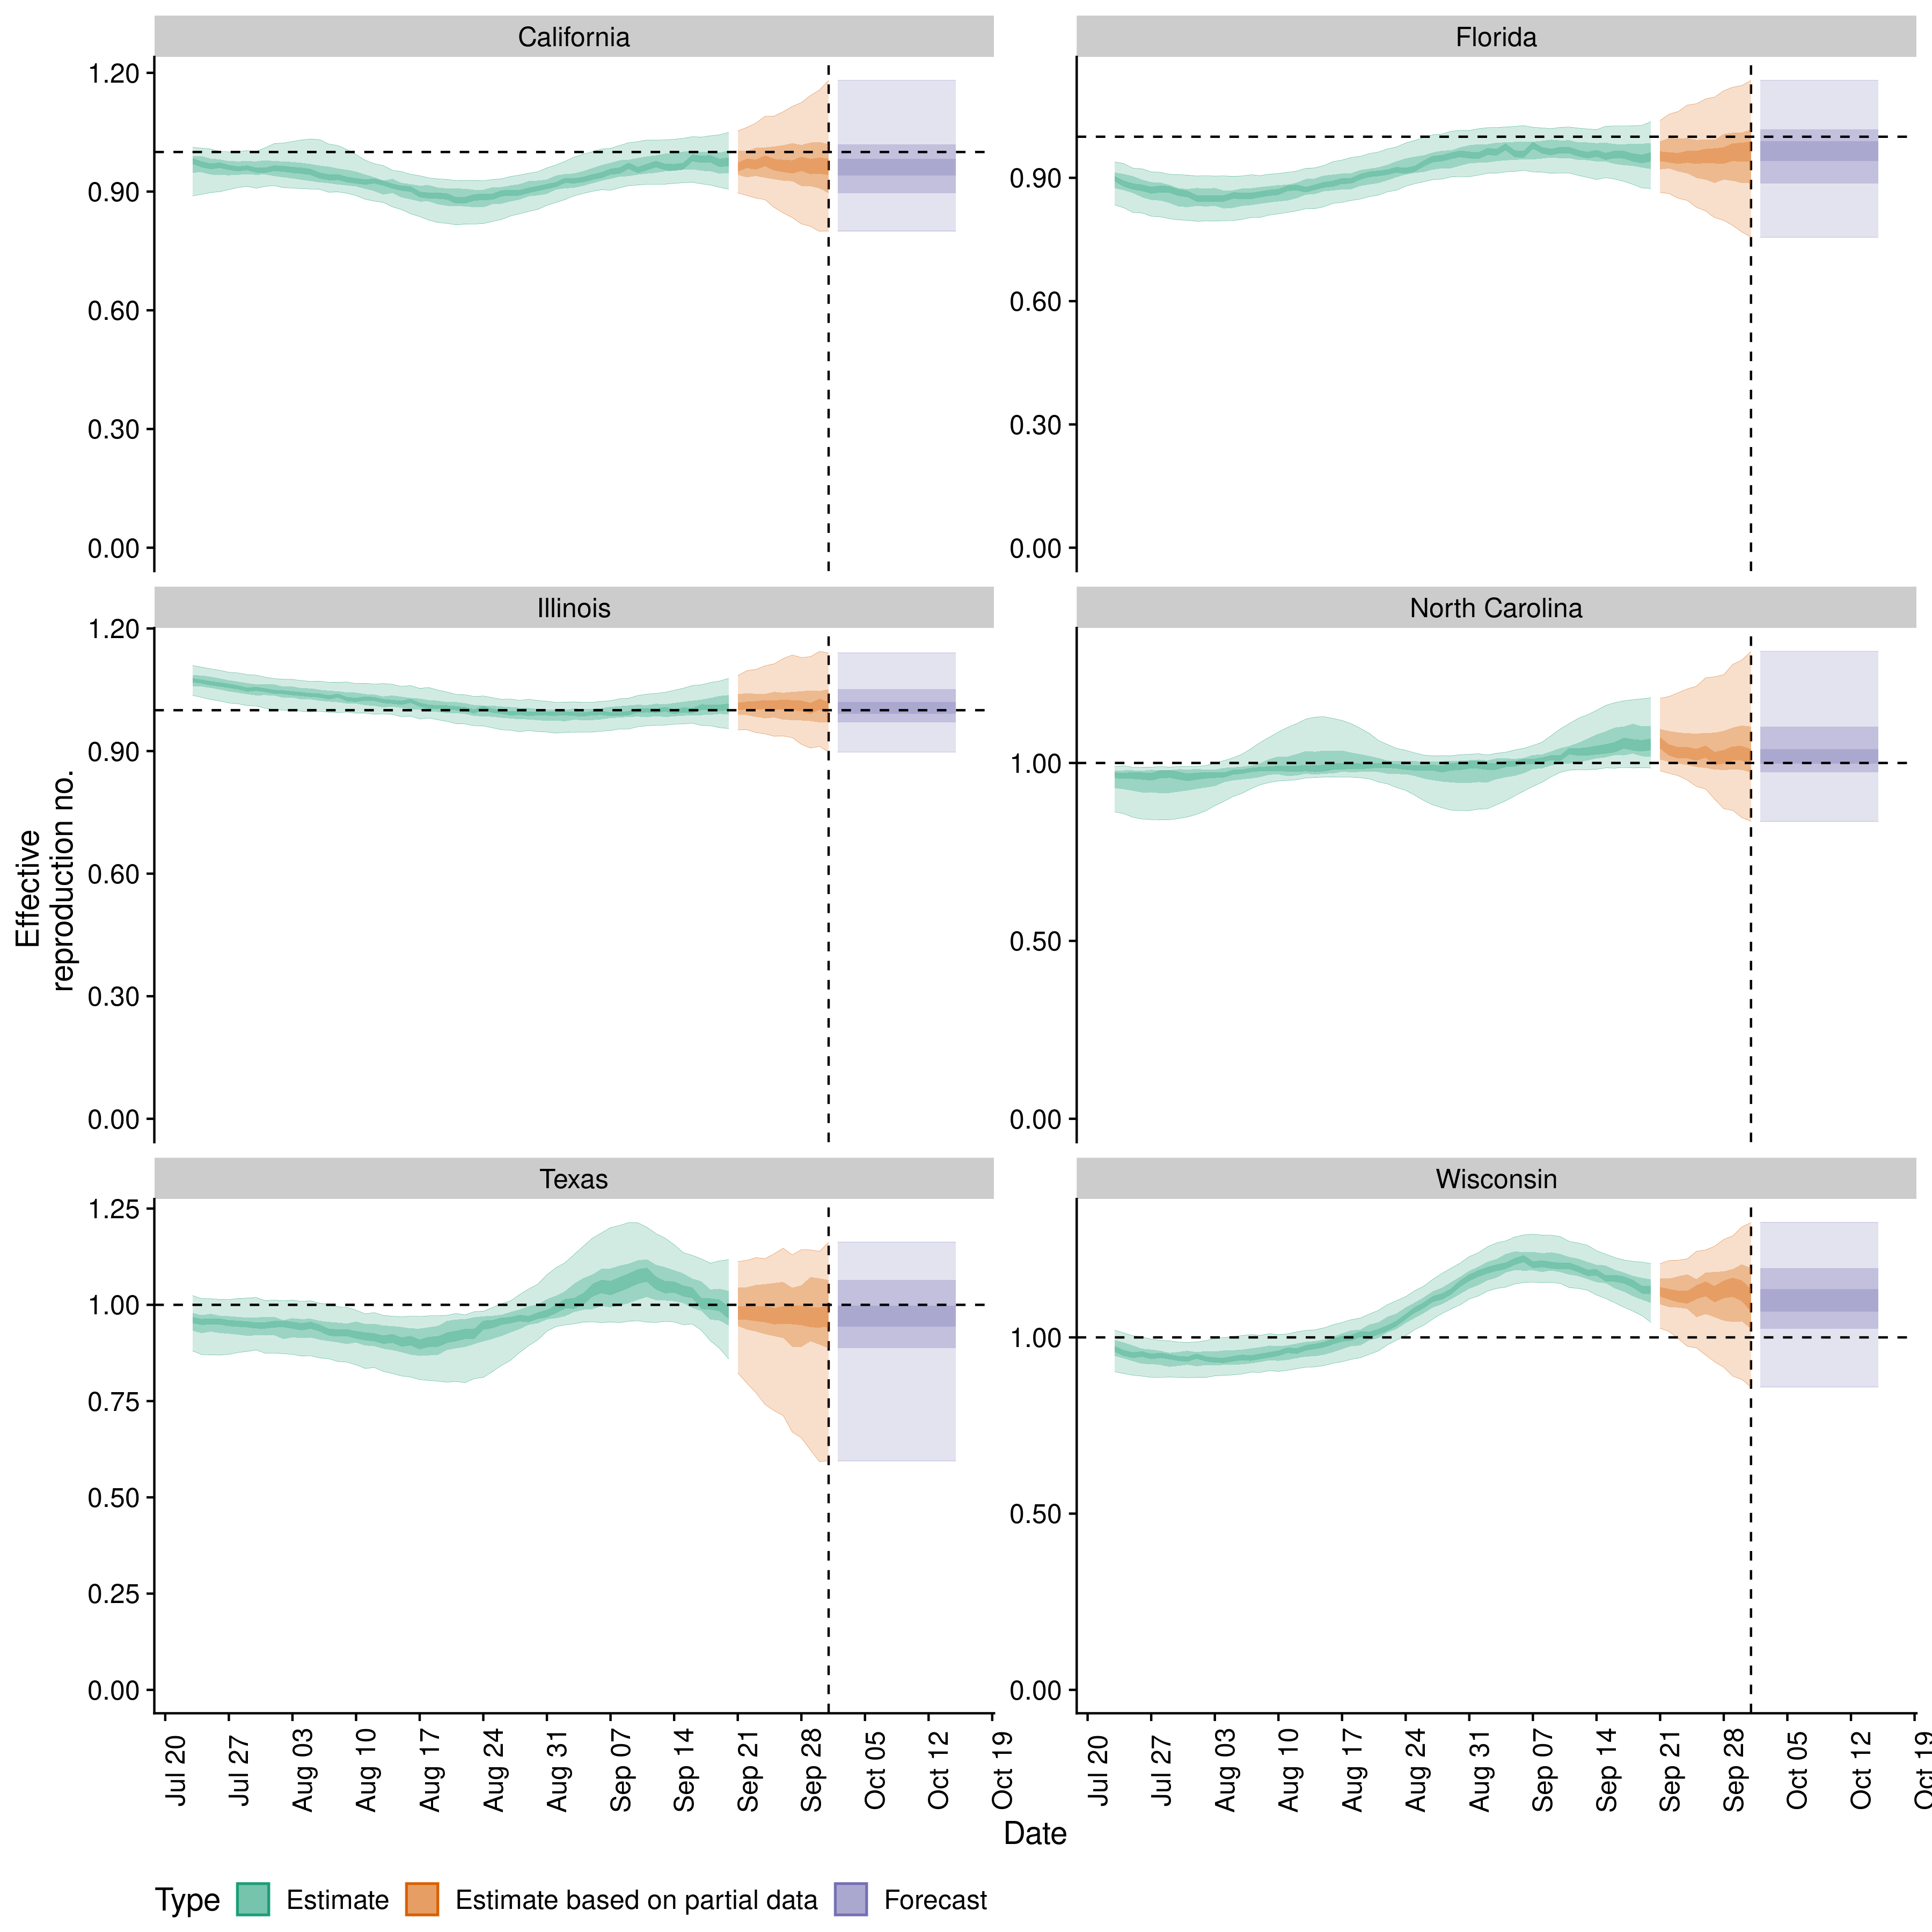 California
Florida
1.20
0.90
0.60
0.30
0.00
0.90
0.60
0.30
0.00
Illinois
North Carolina
1.20
0.90
0.60
0.30
0.00
1.00
0.50
0.00
Texas
Wisconsin
1.25
1.00
0.75
0.50
0.25
0.00
1.00
0.50
0.00
Effective
reproduction no.
Jul 20
Jul 27
Aug 03
Aug 10
Aug 17
Aug 24
Aug 31
Sep 07
Sep 14
Sep 21
Sep 28
Oct 05
Oct 12
Oct 19
Jul 20
Jul 27
Aug 03
Aug 10
Aug 17
Aug 24
Aug 31
Sep 07
Sep 14
Sep 21
Sep 28
Oct 05
Oct 12
Oct 19
Date
Type Estimate Estimate based on partial data Forecast